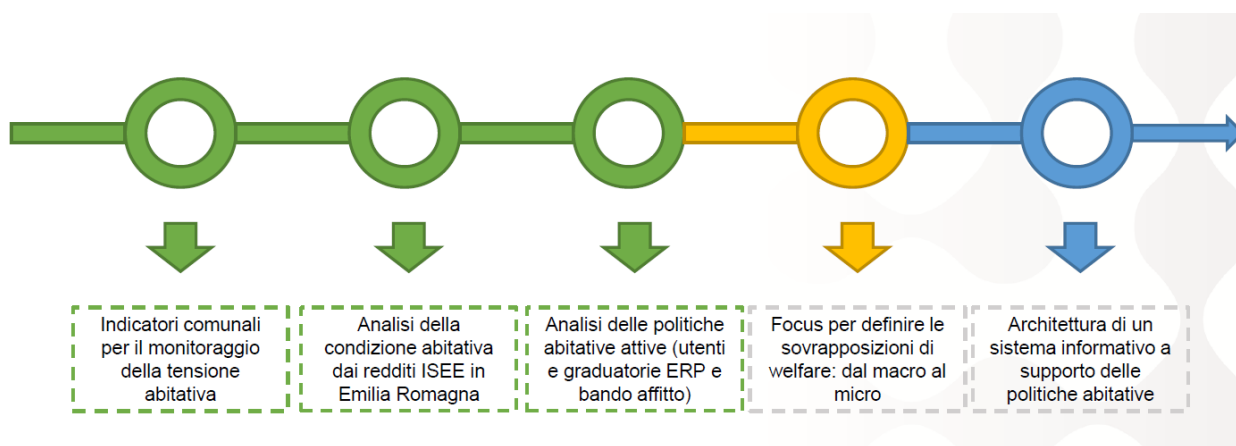 Indicatori comunali
per il monitoraggio
della tensione
abitativa
Analisi della
condizione abitativa
dai redditi ISEE in
Emilia Romagna
Analisi delle politiche
abitative attive (utenti
e graduatorie ERP e
bando affitto)
Focus per definire le
sovrapposizioni di
welfare: dal macro al
micro
Architettura di un
sistema informativo a
supporto delle
politiche abitative